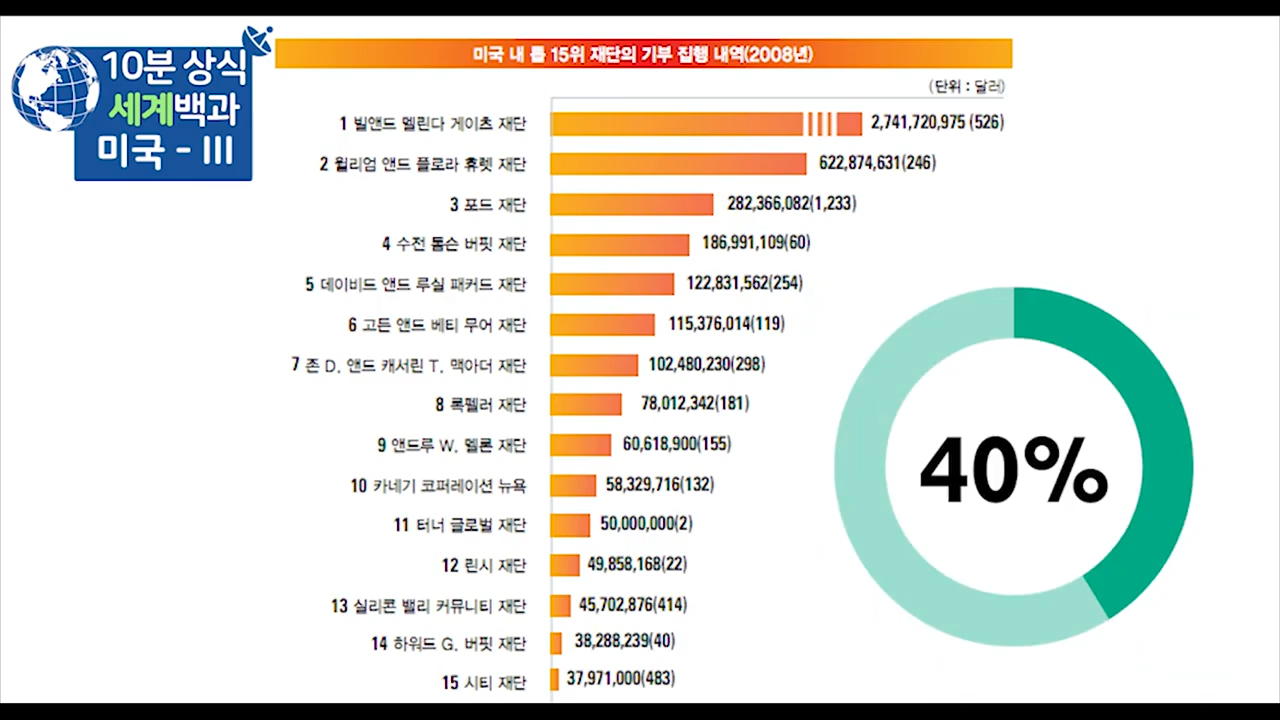 10분 상식
세계백과
미국 - III
미국 내 톱 15위 재단의 기부 집행 내역(2008년)
(단위 : 달러)
1 빌앤드 멜린다 게이츠 재단 2,741,720,975 (526)
2 윌리엄 앤드 플로라 휴렛 재단 622,874,631(246)
3 포드 재단 282,366,082(1,233)
4 수전 톰슨 버핏 재단 186,991,109(60)
5 데이비드 앤드 루실 패커드 재단 122,831,562(254)
6 고든 앤드 베티 무어 재단 115,376,014(119)
7 존 D. 앤드 캐서린 T. 맥아더 재단 102,480,230(298)
8 록펠러 재단 78,012,342(181)
9 앤드루 W. 멜론 재단 60,618,900(155)
10 카네기 코퍼레이션 뉴욕 58,329,716(132)
11 터너 글로벌 재단 50,000,000(2)
12 린시 재단 49,858,168(22)
13 실리콘 밸리 커뮤니티 재단 45,702,876(414)
14 하워드 G. 버핏 재단 38,288,239(40)
15 시티 재단 37,971,000(483)
40%